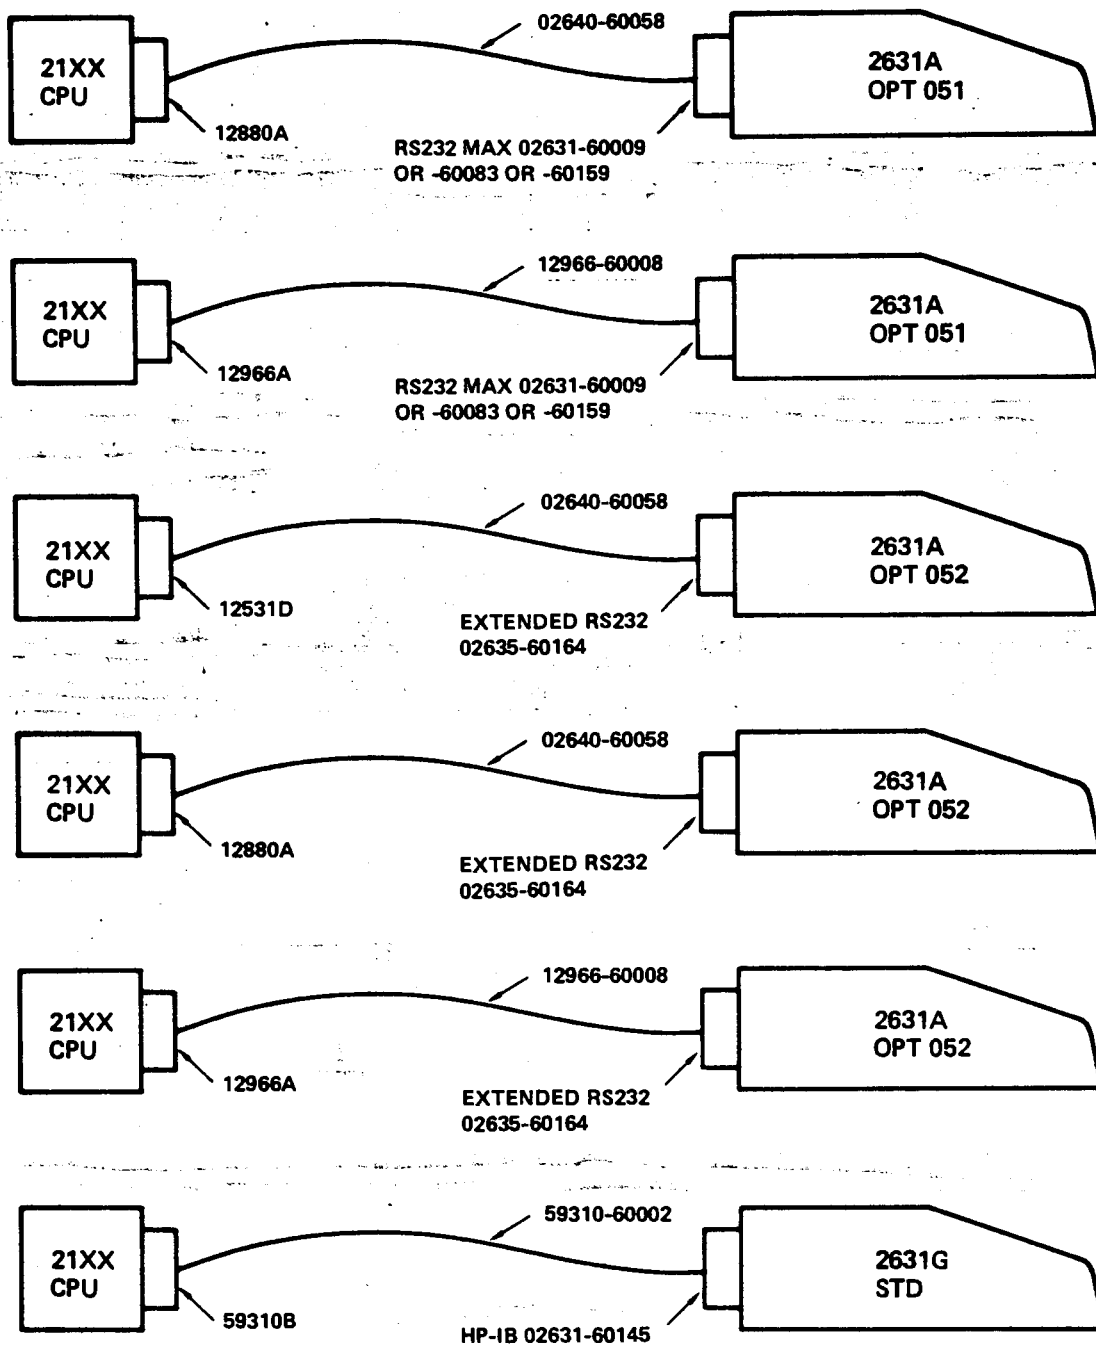 02640-60058
21XX
CPU
2631A
OPT 051
12880A
RS232 MAX 02631-60009
OR -60083 OR -60159
12966-60008
21XX
CPU
2631A
OPT 051
12966A
RS232 MAX 02631-60009
OR -60083 OR -60159
02640-60058
21XX
CPU
2631A
OPT 052
12531D
EXTENDED RS232
02635-60164
02640-60058
21XX
CPU
2631A
OPT 052
12880A
EXTENDED RS232
02635-60164
12966-60008
21XX
CPU
2631A
OPT 052
12966A
EXTENDED RS232
02635-60164
59310-60002
21XX
CPU
2631G
STD
59310B
HP-IB 02631-60145